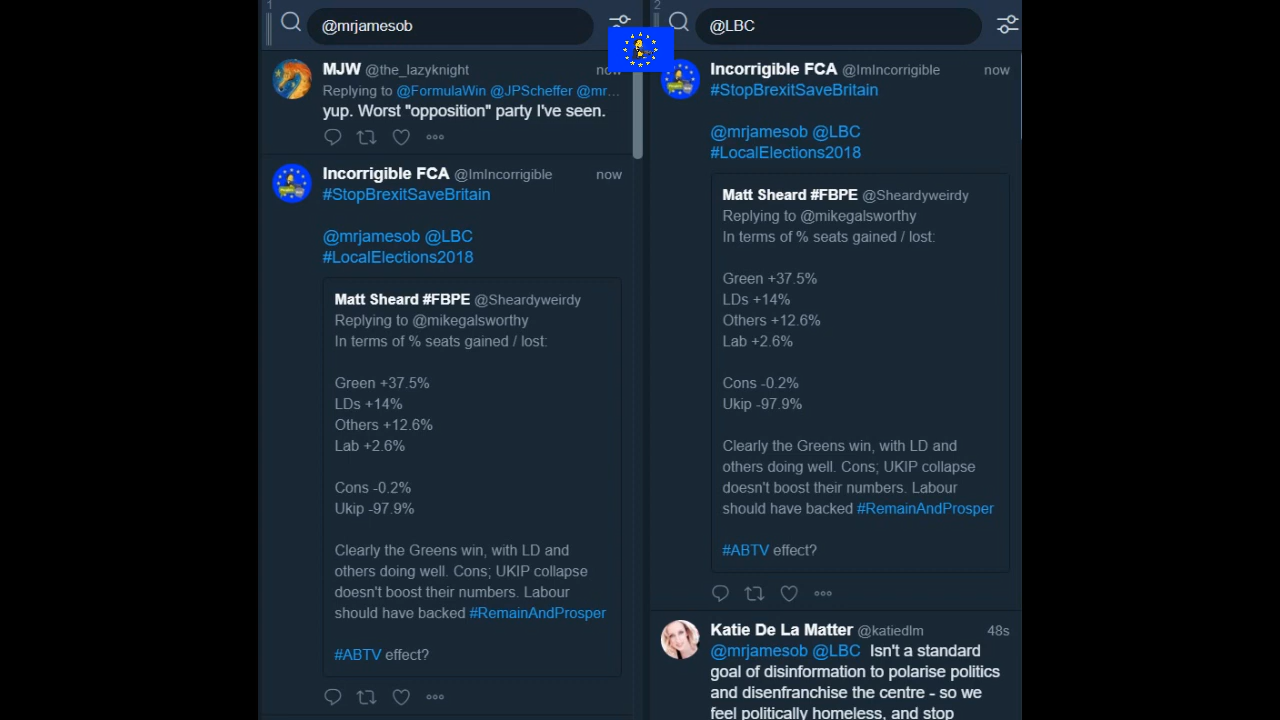 1
@mrjamesob
MJW @the_lazyknight now
Replying to @FormulaWin @JPScheffer @mr...
yup. Worst "opposition" party I've seen.
Incorrigible FCA @ImIncorrigible now
#StopBrexitSaveBritain
@mrjamesob @LBC
#LocalElections2018
Matt Sheard #FBPE @Sheardyweirdy
Replying to @mikegalsworthy
In terms of % seats gained / lost:
Green +37.5%
LDs +14%
Others +12.6%
Lab +2.6%
Cons -0.2%
Ukip -97.9%
Clearly the Greens win, with LD and
others doing well. Cons; UKIP collapse
doesn't boost their numbers. Labour
should have backed #RemainAndProsper
#ABTV effect?
2
@LBC
Incorrigible FCA @ImIncorrigible now
#StopBrexitSaveBritain
@mrjamesob @LBC
#LocalElections2018
Matt Sheard #FBPE @Sheardyweirdy
Replying to @mikegalsworthy
In terms of % seats gained / lost:
Green +37.5%
LDs +14%
Others +12.6%
Lab +2.6%
Cons -0.2%
Ukip -97.9%
Clearly the Greens win, with LD and
others doing well. Cons; UKIP collapse
doesn't boost their numbers. Labour
should have backed #RemainAndProsper
#ABTV effect?
Katie De La Matter @katiedlm 48s
@mrjamesob @LBC Isn't a standard
goal of disinformation to polarise politics
and disenfranchise the centre - so we
feel politically homeless, and stop